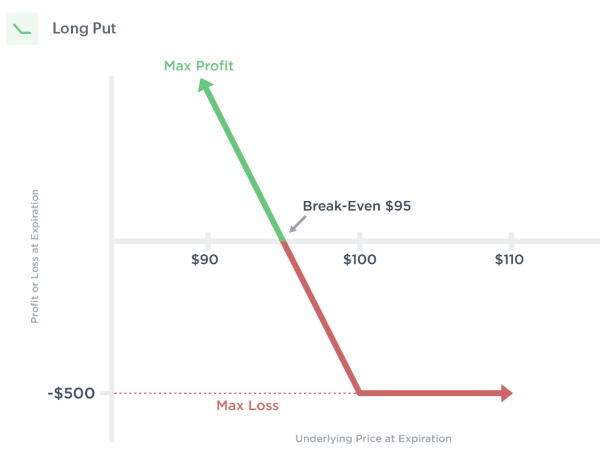 Long Put
Max Profit
Break-Even $95
Profit or Loss at Expiration
$90
$100
$110
-$500
Max Loss
Underlying Price at Expiration